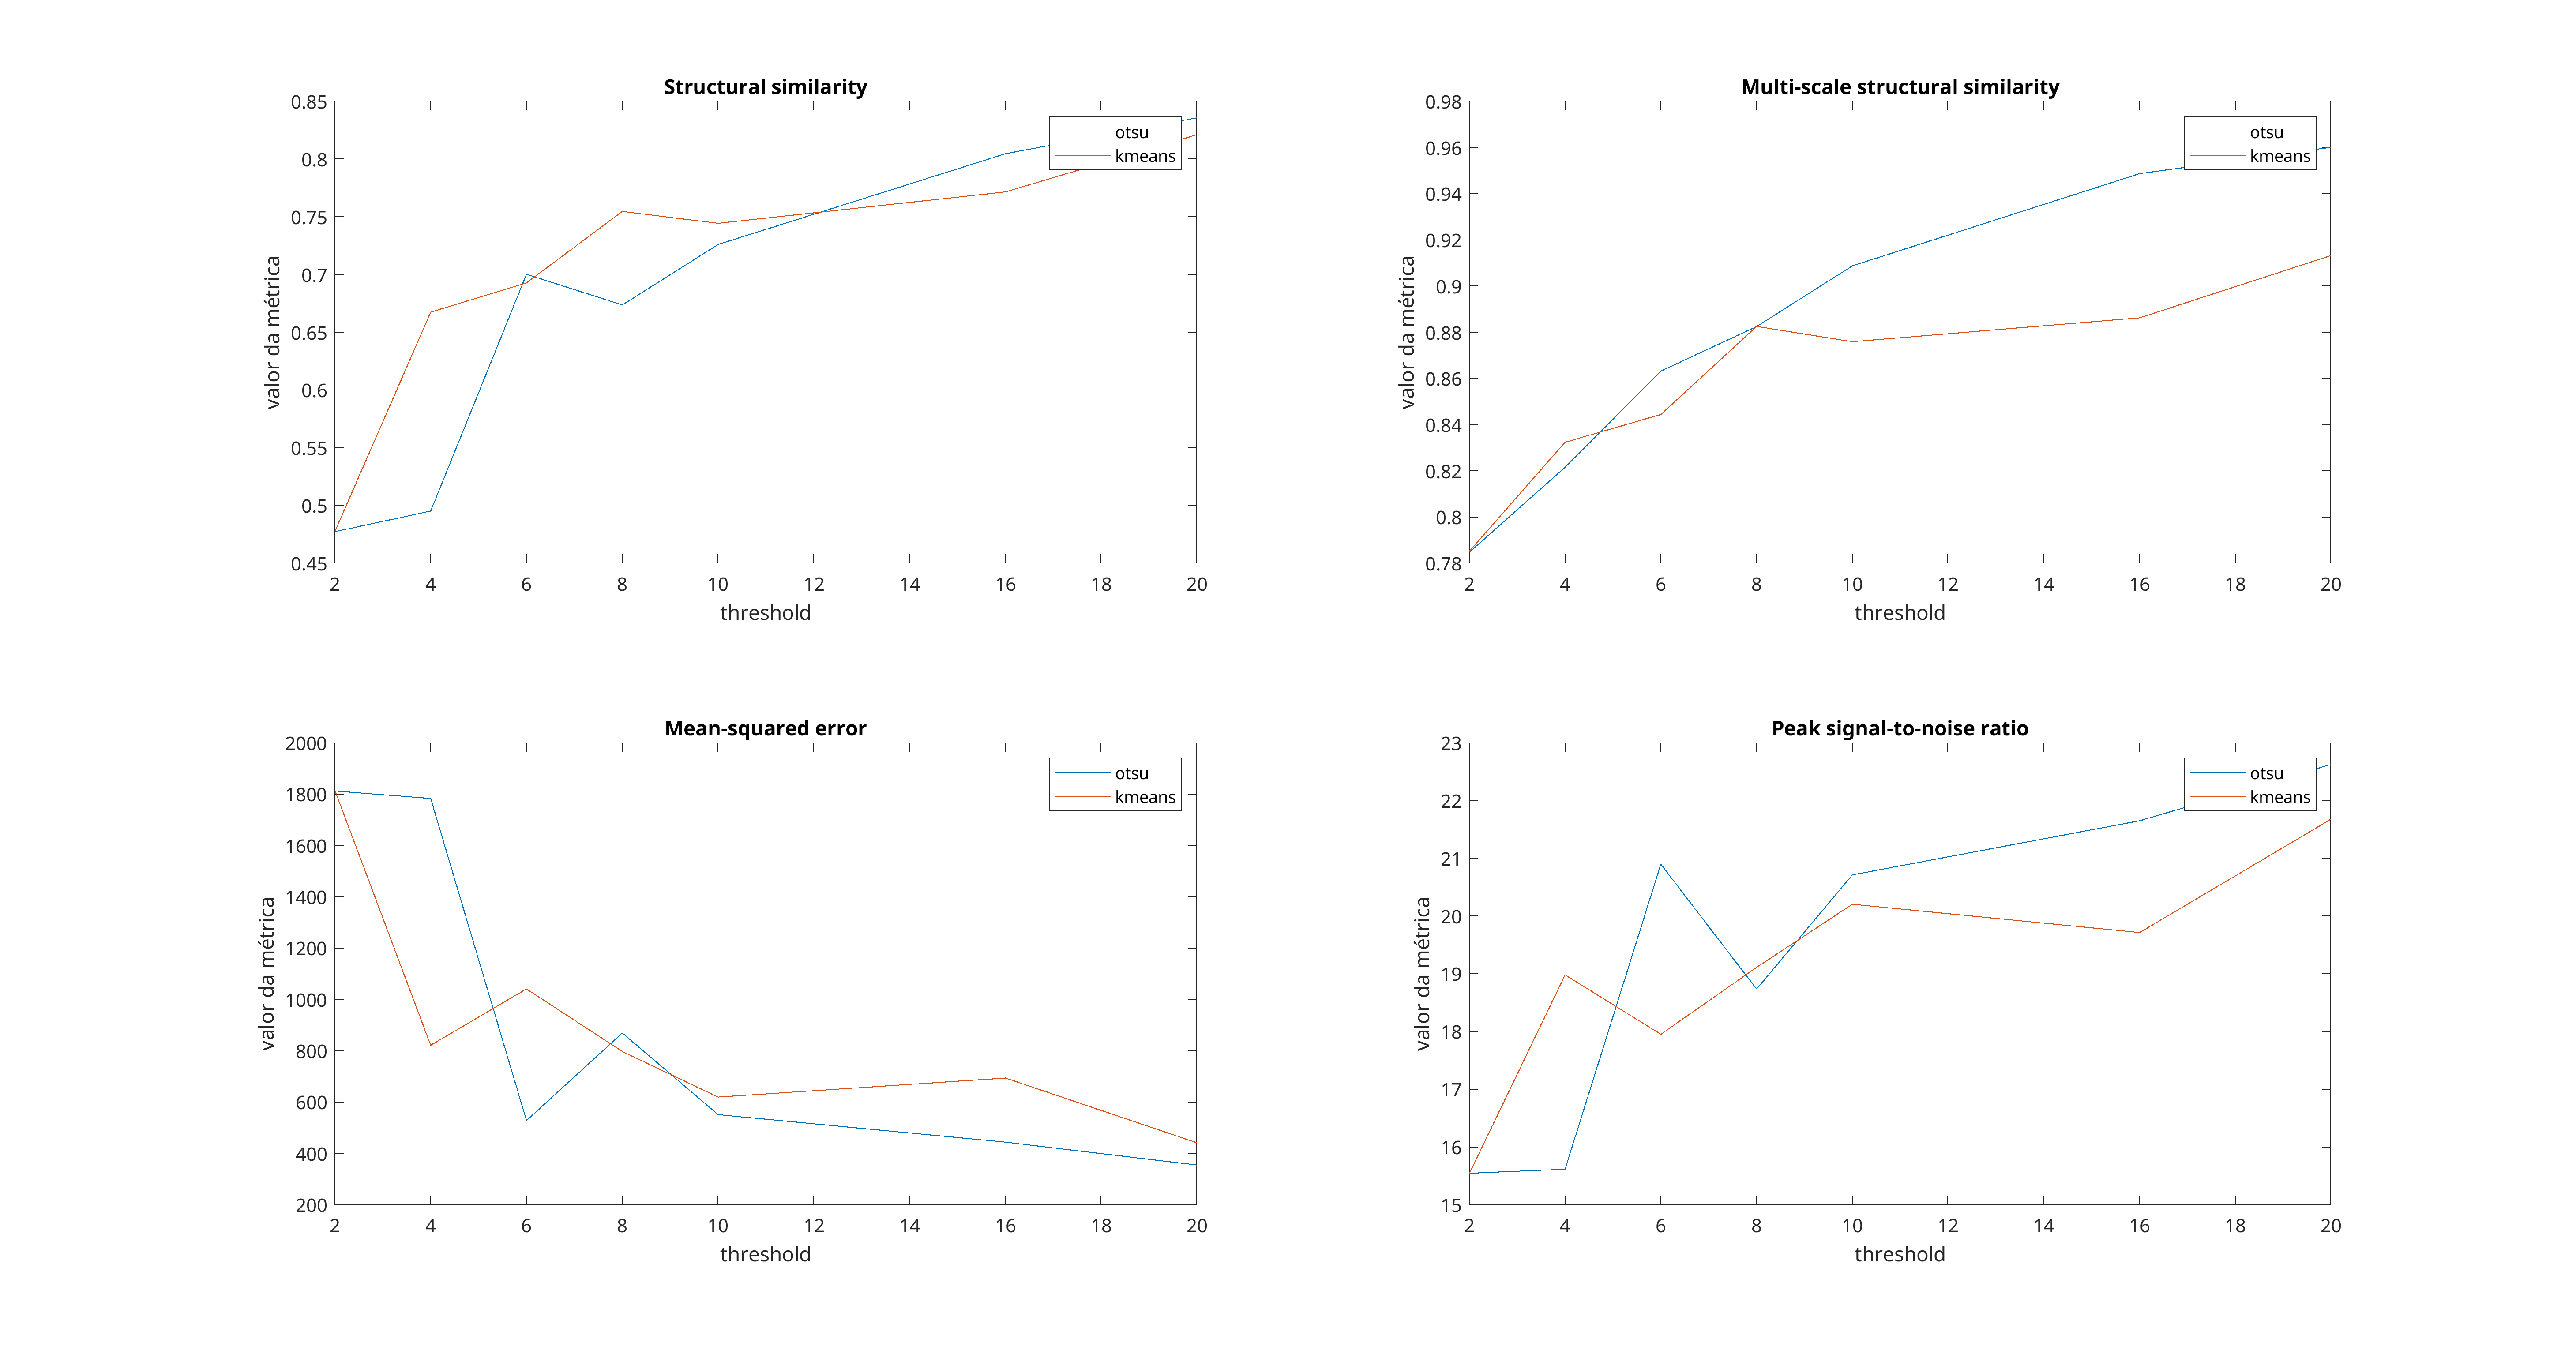 Structural similarity
0.85
0.8
0.75
0.7
0.65
0.6
0.55
0.5
0.45
valor da métrica
otsu
kmeans
2 4 6 8 10 12 14 16 18 20
threshold
Multi-scale structural similarity
0.98
0.96
0.94
0.92
0.9
0.88
0.86
0.84
0.82
0.8
0.78
valor da métrica
otsu
kmeans
2 4 6 8 10 12 14 16 18 20
threshold
Mean-squared error
2000
1800
1600
1400
1200
1000
800
600
400
200
valor da métrica
otsu
kmeans
2 4 6 8 10 12 14 16 18 20
threshold
Peak signal-to-noise ratio
23
22
21
20
19
18
17
16
15
valor da métrica
otsu
kmeans
2 4 6 8 10 12 14 16 18 20
threshold